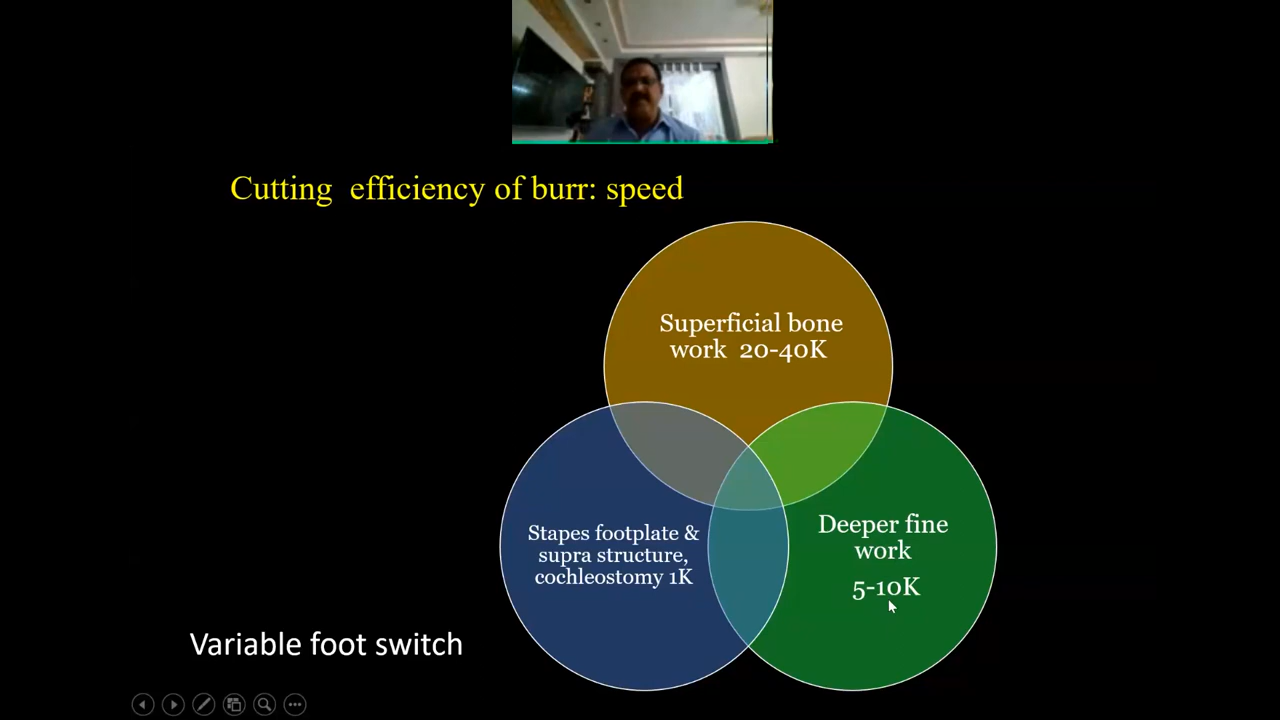 Cutting efficiency of burr: speed
Superficial bone
work 20-40K
Stapes footplate &
supra structure,
cochleostomy 1K
Deeper fine
work
5-10K
Variable foot switch